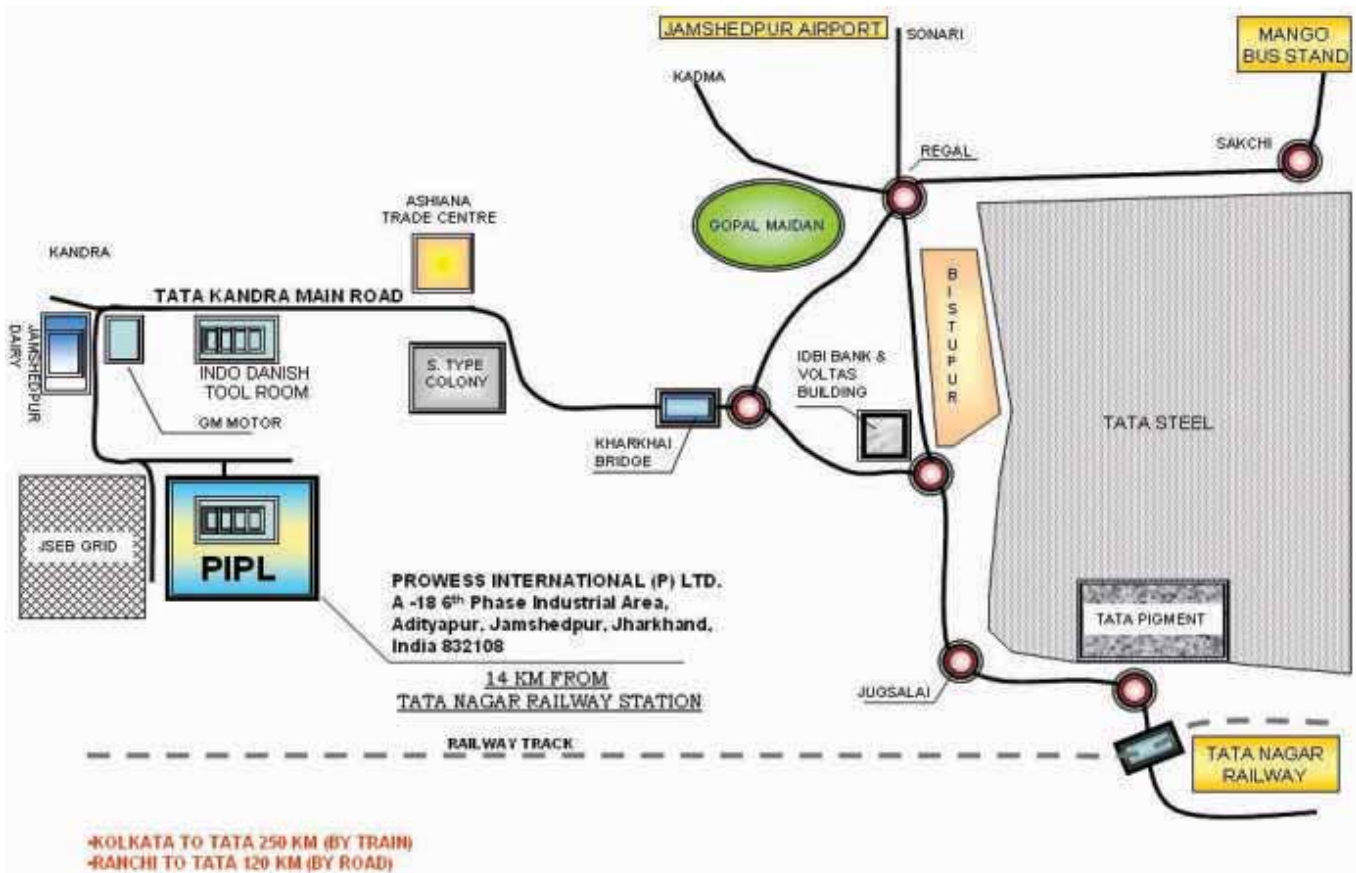 JAMSHEDPUR AIRPORT
SONARI
MANGO
BUS STAND
KADMA
REGAL
SAKCHI
ASHIANA
TRADE CENTRE
GOPAL MAIDAN
KANDRA
TATA KANDRA MAIN ROAD
JAMSHEDPUR
DAIRY
INDO DANISH
TOOL ROOM
GM MOTOR
S. TYPE
COLONY
IDBI BANK &
VOLTAS
BUILDING
BISTUPUR
TATA STEEL
KHARKHAI
BRIDGE
JSEB GRID
PIPL
PROWESS INTERNATIONAL (P) LTD.
A -18 6th Phase Industrial Area,
Adityapur, Jamshedpur, Jharkhand,
India 832108
14 KM FROM
TATA NAGAR RAILWAY STATION
TATA PIGMENT
JUGSALAI
RAILWAY TRACK
TATA NAGAR
RAILWAY
•KOLKATA TO TATA 250 KM (BY TRAIN)
•RANCHI TO TATA 120 KM (BY ROAD)